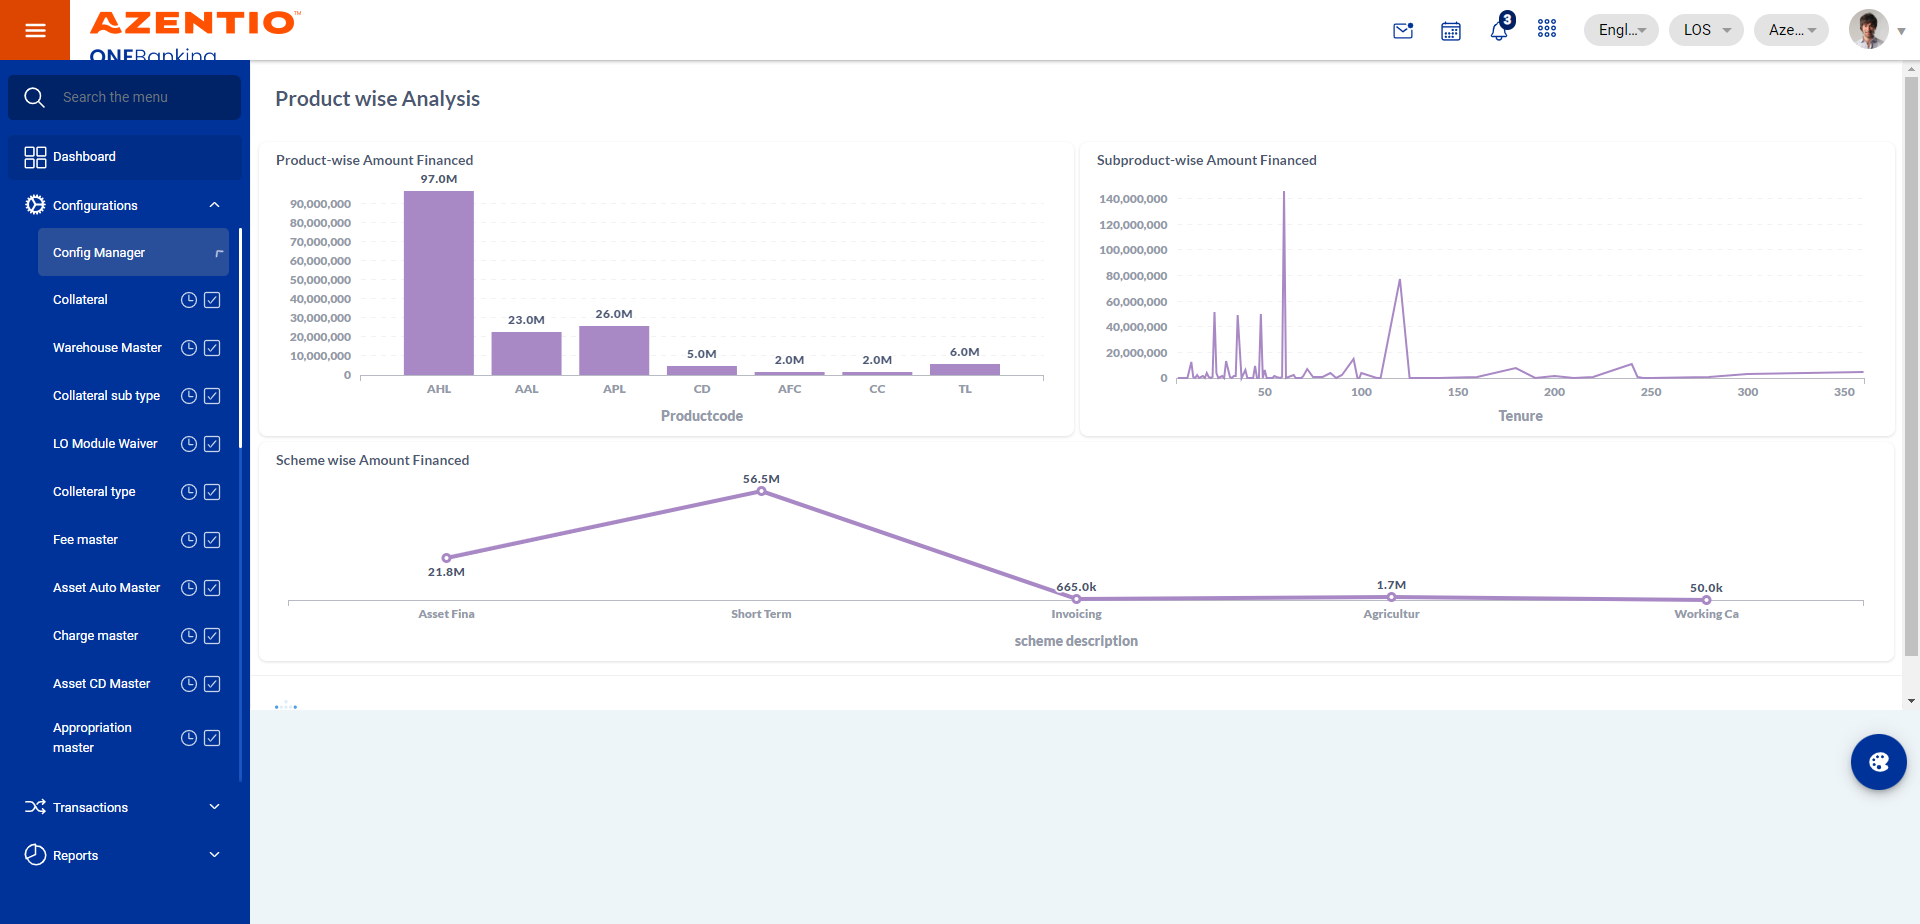 AZENTIO™
ONEBanking
3
Engl...
LOS
Aze...
Search the menu
Dashboard
Configurations
Config Manager
Collateral
Warehouse Master
Collateral sub type
LO Module Waiver
Colleteral type
Fee master
Asset Auto Master
Charge master
Asset CD Master
Appropriation
master
Transactions
Reports
Product wise Analysis
Product-wise Amount Financed
97.0M
90,000,000
80,000,000
70,000,000
60,000,000
50,000,000
40,000,000
30,000,000
20,000,000
10,000,000
0
23.0M
26.0M
5.0M
2.0M
2.0M
6.0M
AHL
AAL
APL
CD
AFC
CC
TL
Productcode
Subproduct-wise Amount Financed
140,000,000
120,000,000
100,000,000
80,000,000
60,000,000
40,000,000
20,000,000
0
50
100
150
200
250
300
350
Tenure
Scheme wise Amount Financed
56.5M
21.8M
665.0k
1.7M
50.0k
Asset Fina
Short Term
Invoicing
Agricultur
Working Ca
scheme description